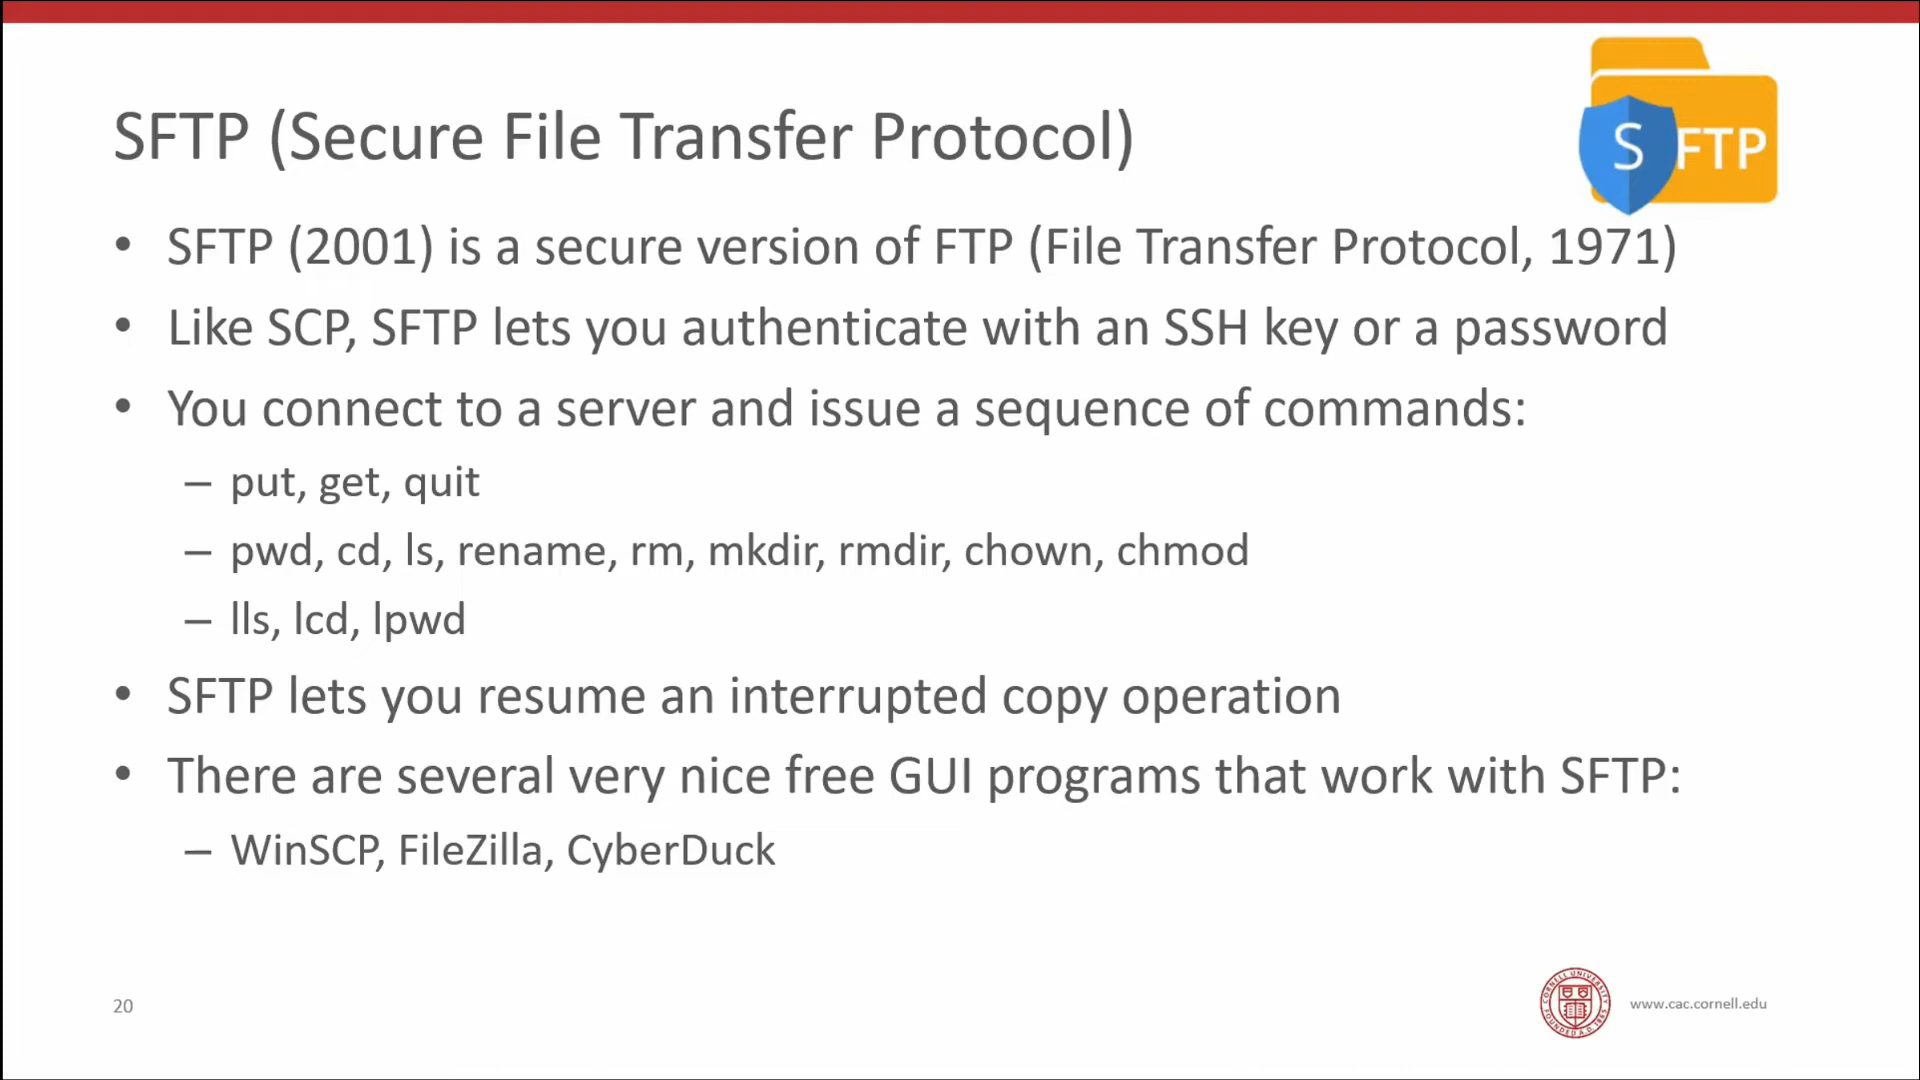 S FTP
SFTP (Secure File Transfer Protocol)
• SFTP (2001) is a secure version of FTP (File Transfer Protocol, 1971)
• Like SCP, SFTP lets you authenticate with an SSH key or a password
• You connect to a server and issue a sequence of commands:
– put, get, quit
– pwd, cd, ls, rename, rm, mkdir, rmdir, chown, chmod
– lls, lcd, lpwd
• SFTP lets you resume an interrupted copy operation
• There are several very nice free GUI programs that work with SFTP:
– WinSCP, FileZilla, CyberDuck
20
CORNELL UNIVERSITY
FOUNDED A.D. 1865
www.cac.cornell.edu